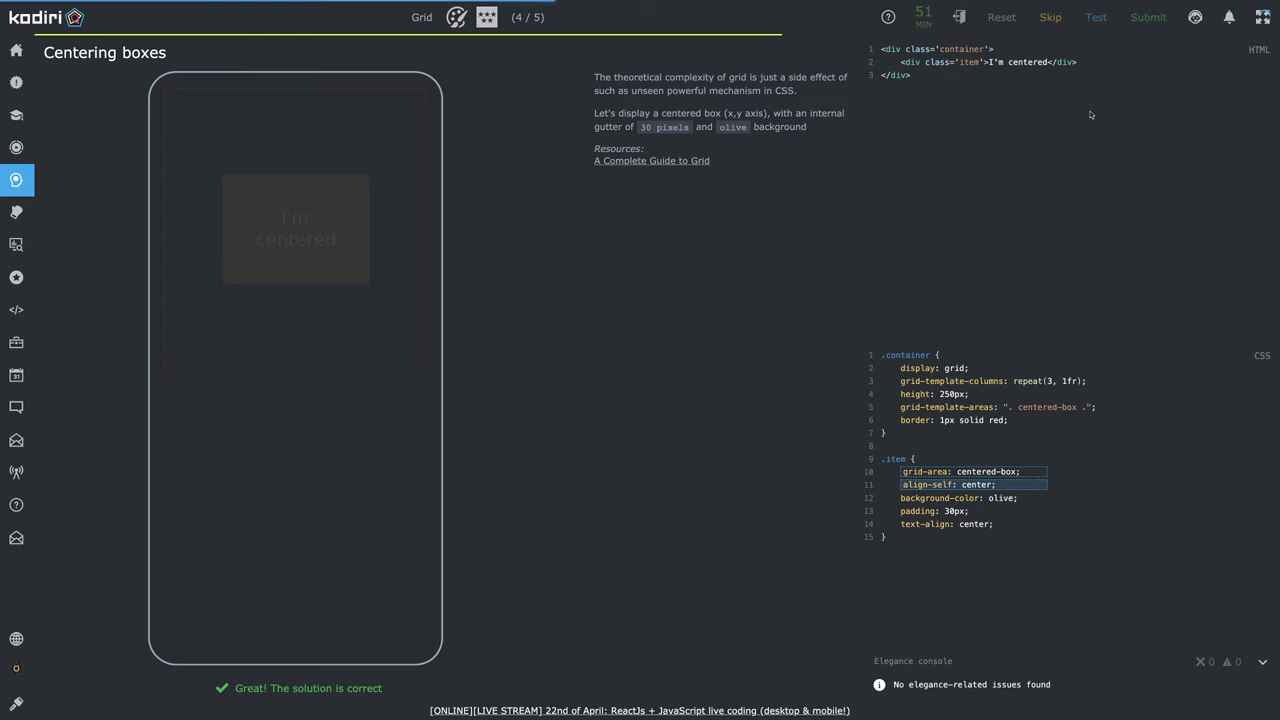 kodiri
Grid
(4 / 5)
51
MIN
Reset
Skip
Test
Submit
Centering boxes
The theoretical complexity of grid is just a side effect of
such as unseen powerful mechanism in CSS.
Let's display a centered box (x,y axis), with an internal
gutter of 30 pixels and olive background
Resources:
A Complete Guide to Grid
I'm
centered
HTML
1 <div class='container'>
2 <div class='item'>I'm centered</div>
3 </div>
CSS
1 .container {
2 display: grid;
3 grid-template-columns: repeat(3, 1fr);
4 height: 250px;
5 grid-template-areas: ". centered-box .";
6 border: 1px solid red;
7 }
8
9 .item {
10 grid-area: centered-box;
11 align-self: center;
12 background-color: olive;
13 padding: 30px;
14 text-align: center;
15 }
31
Great! The solution is correct
Elegance console
0 0
No elegance-related issues found
[ONLINE][LIVE STREAM] 22nd of April: ReactJs + JavaScript live coding (desktop & mobile!)